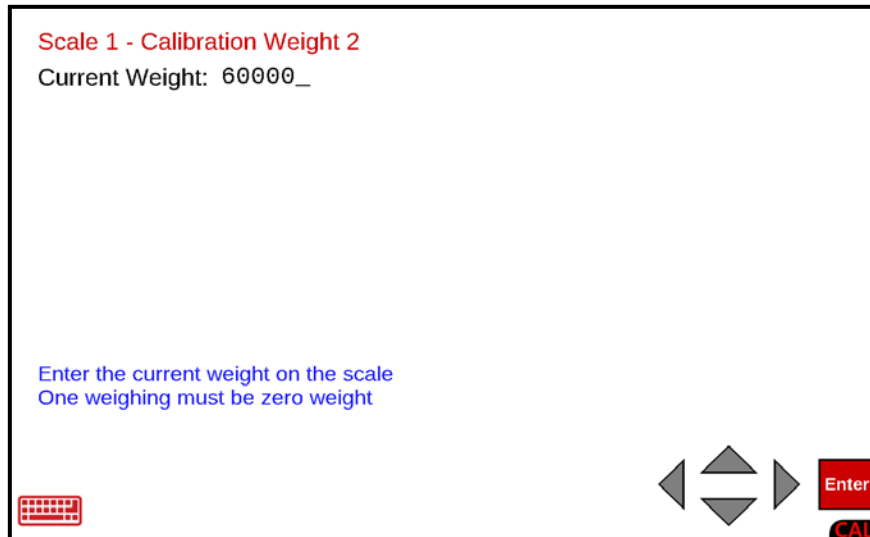 Scale 1 - Calibration Weight 2
Current Weight: 60000_
Enter the current weight on the scale
One weighing must be zero weight
Enter
CAL